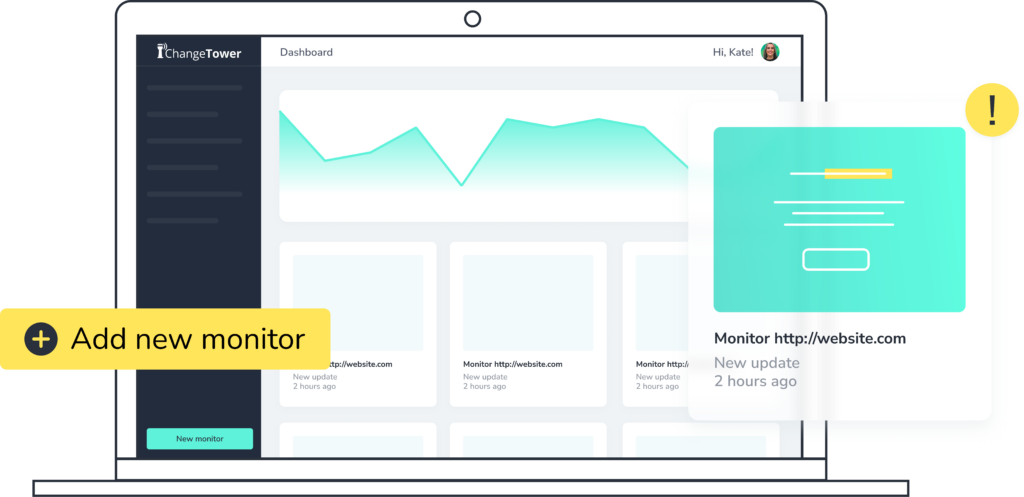 ChangeTower
Dashboard
Hi, Kate!
!
Monitor http://website.com
New update
2 hours ago
Add new monitor
ttp://website.com
New update
2 hours ago
Monitor http://website.com
New update
2 hours ago
Monitor http://
New update
2 hours ago
New monitor